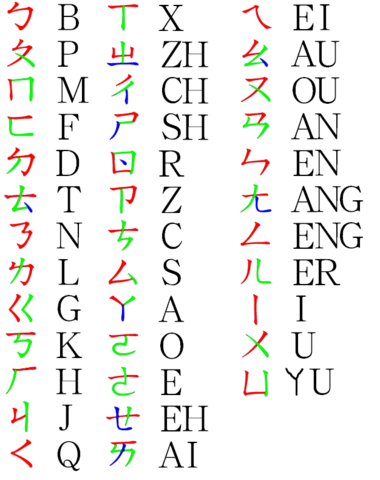 ㄅ B ㄒ X ㄟ EI
ㄆ P ㄓ ZH ㄠ AU
ㄇ M ㄔ CH ㄡ OU
ㄈ F ㄕ SH ㄢ AN
ㄉ D ㄖ R ㄣ EN
ㄊ T ㄗ Z ㄤ ANG
ㄋ N ㄘ C ㄥ ENG
ㄌ L ㄙ S ㄦ ER
ㄍ G ㄚ A ㄧ I
ㄎ K ㄛ O ㄨ U
ㄏ H ㄜ E ㄩ YU
ㄐ J ㄝ EH
ㄑ Q ㄞ AI